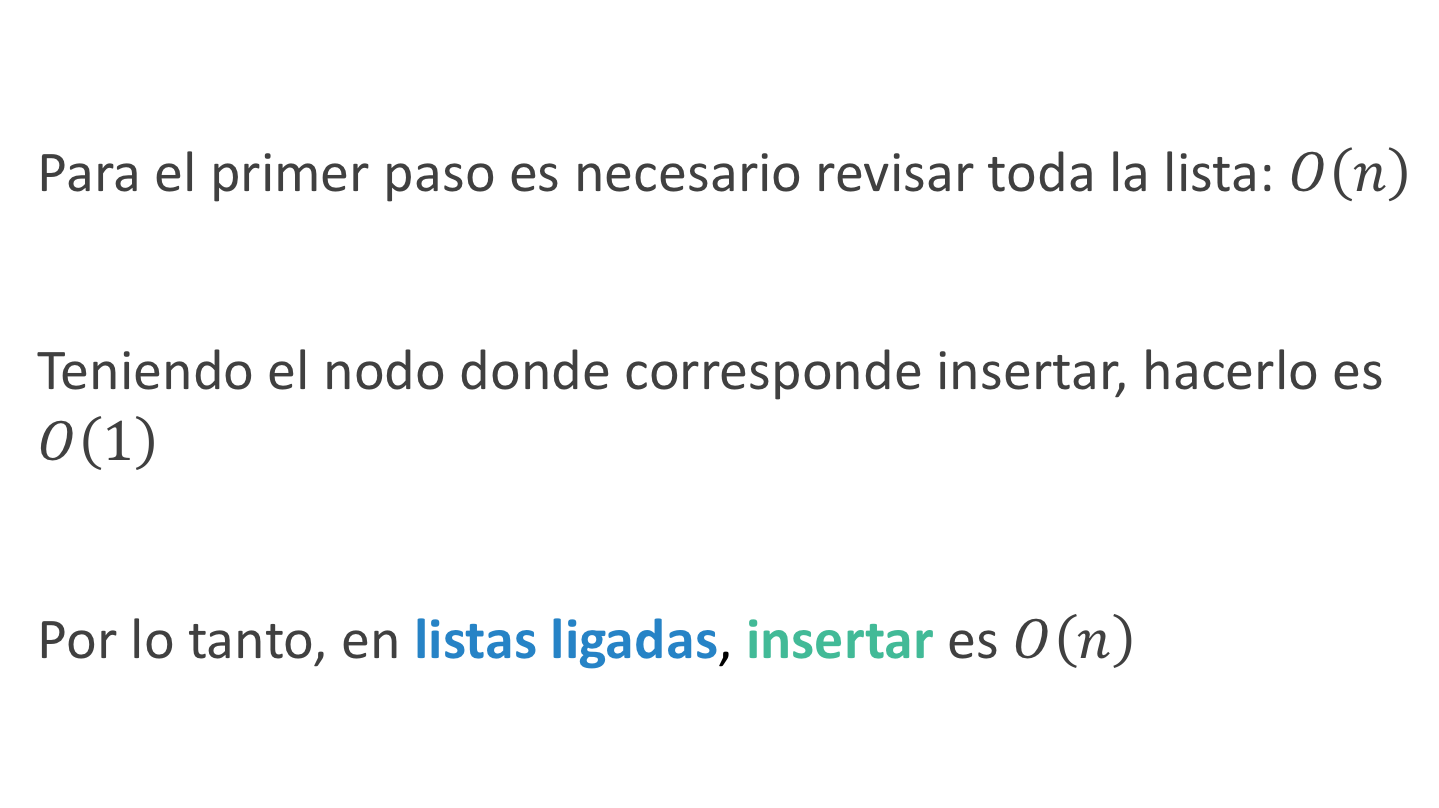 Para el primer paso es necesario revisar toda la lista: O(n)
Teniendo el nodo donde corresponde insertar, hacerlo es
O(1)
Por lo tanto, en listas ligadas, insertar es O(n)